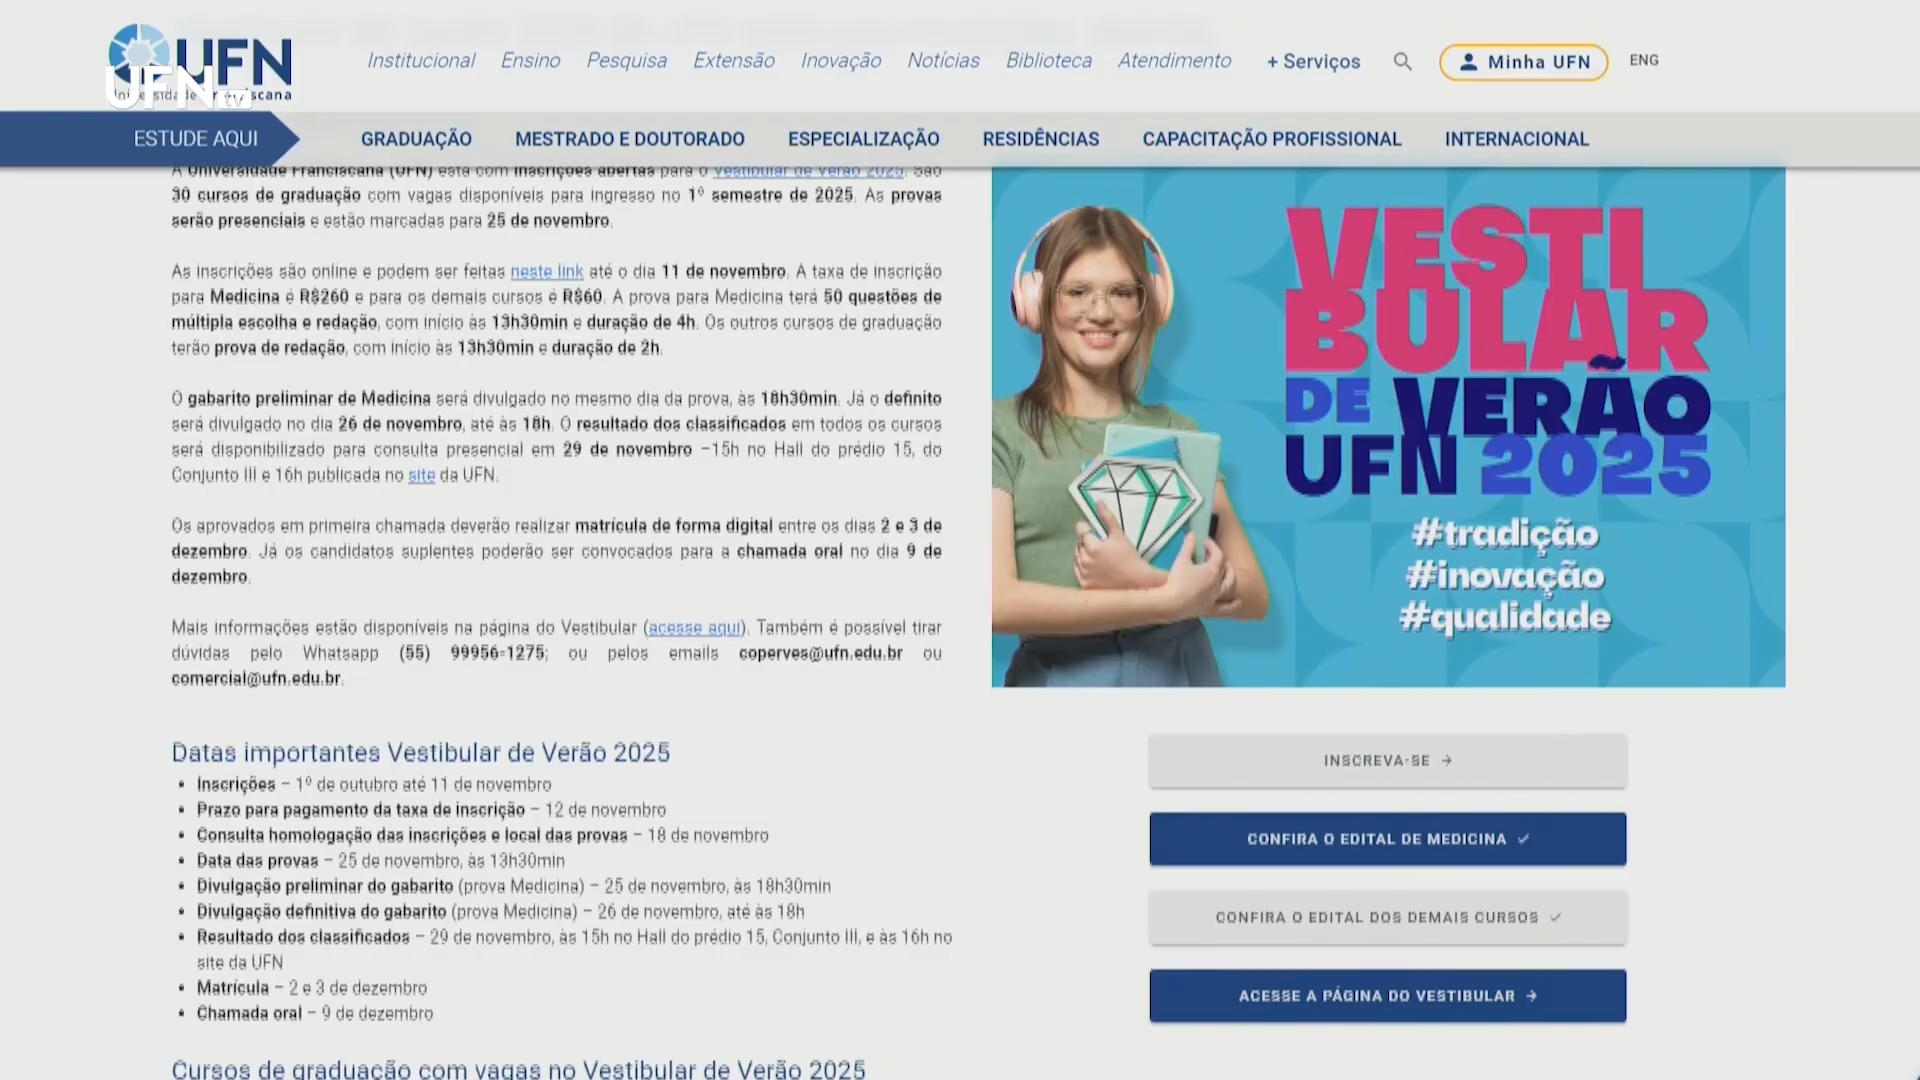 UFN
Universidade Franciscana
UFN.tv
Institucional Ensino Pesquisa Extensão Inovação Notícias Biblioteca Atendimento + Serviços Minha UFN ENG
ESTUDE AQUI GRADUAÇÃO MESTRADO E DOUTORADO ESPECIALIZAÇÃO RESIDÊNCIAS CAPACITAÇÃO PROFISSIONAL INTERNACIONAL
A Universidade Franciscana (UFN) está com inscrições abertas para o Vestibular de Verão 2025. São
30 cursos de graduação com vagas disponíveis para ingresso no 1º semestre de 2025. As provas
serão presenciais e estão marcadas para 25 de novembro.
As inscrições são online e podem ser feitas neste link até o dia 11 de novembro. A taxa de inscrição
para Medicina é R$260 e para os demais cursos é R$60. A prova para Medicina terá 50 questões de
múltipla escolha e redação, com início às 13h30min e duração de 4h. Os outros cursos de graduação
terão prova de redação, com início às 13h30min e duração de 2h.
O gabarito preliminar de Medicina será divulgado no mesmo dia da prova, às 18h30min. Já o definito
será divulgado no dia 26 de novembro, até às 18h. O resultado dos classificados em todos os cursos
será disponibilizado para consulta presencial em 29 de novembro –15h no Hall do prédio 15, do
Conjunto III e 16h publicada no site da UFN.
Os aprovados em primeira chamada deverão realizar matrícula de forma digital entre os dias 2 e 3 de
dezembro. Já os candidatos suplentes poderão ser convocados para a chamada oral no dia 9 de
dezembro.
Mais informações estão disponíveis na página do Vestibular (acesse aqui). Também é possível tirar
dúvidas pelo Whatsapp (55) 99956-1275; ou pelos emails coperves@ufn.edu.br ou
comercial@ufn.edu.br.
VESTI
BULAR
DE VERÃO
UFN 2025
#tradição
#inovação
#qualidade
Datas importantes Vestibular de Verão 2025
• Inscrições – 1º de outubro até 11 de novembro
• Prazo para pagamento da taxa de inscrição – 12 de novembro
• Consulta homologação das inscrições e local das provas – 18 de novembro
• Data das provas – 25 de novembro, às 13h30min
• Divulgação preliminar do gabarito (prova Medicina) – 25 de novembro, às 18h30min
• Divulgação definitiva do gabarito (prova Medicina) – 26 de novembro, até às 18h
• Resultado dos classificados – 29 de novembro, às 15h no Hall do prédio 15, Conjunto III, e às 16h no
site da UFN
• Matrícula – 2 e 3 de dezembro
• Chamada oral – 9 de dezembro
INSCREVA-SE →
CONFIRA O EDITAL DE MEDICINA ✓
CONFIRA O EDITAL DOS DEMAIS CURSOS ✓
ACESSE A PÁGINA DO VESTIBULAR →
Cursos de graduação com vagas no Vestibular de Verão 2025